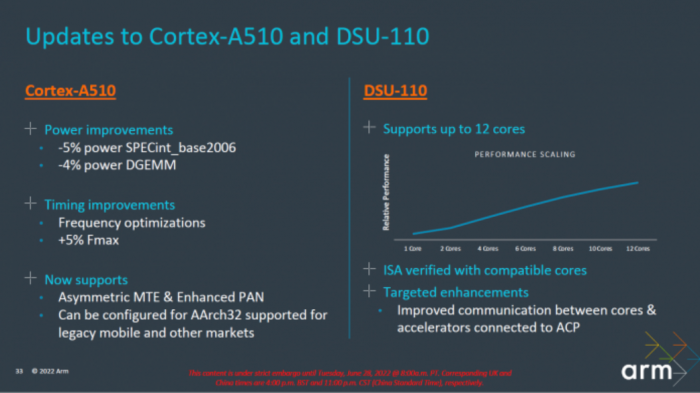 Updates to Cortex-A510 and DSU-110
Cortex-A510
Power improvements
-5% power SPECint_base2006
-4% power DGEMM
Timing improvements
Frequency optimizations
+5% Fmax
Now supports
Asymmetric MTE & Enhanced PAN
Can be configured for AArch32 supported for
legacy mobile and other markets
DSU-110
Supports up to 12 cores
PERFORMANCE SCALING
Relative Performance
1 Core 2 Cores 4 Cores 6 Cores 8 Cores 10 Cores 12 Cores
ISA verified with compatible cores
Targeted enhancements
Improved communication between cores &
accelerators connected to ACP
33 © 2022 Arm
This content is under strict embargo until Tuesday, June 28, 2022 @ 8:00a.m. PT. Corresponding UK and
China times are 4:00 p.m. BST and 11:00 p.m. CST (China Standard Time), respectively.
arm